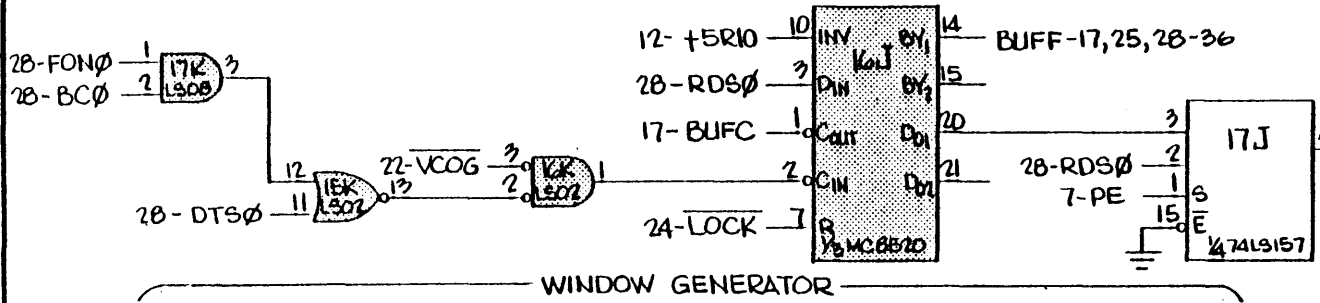 28-FONØ 1 17K LS08 3
28-BCØ 2
12 15K LS02 13
28-DTSØ 11
22-VCOG 3 16K LS02 1
2
12-+5R10 10 INV BY1 14 BUFF-17,25,28-36
16J
28-RDSØ 3 DIN BY2 15
17-BUFC 1 COUT DO1 20
2 CIN DO2 21
24-LOCK 7 R
1/3 MC8520
3 17J
28-RDSØ 2
7-PE 1 S
15 E
1/4 74LS157
WINDOW GENERATOR